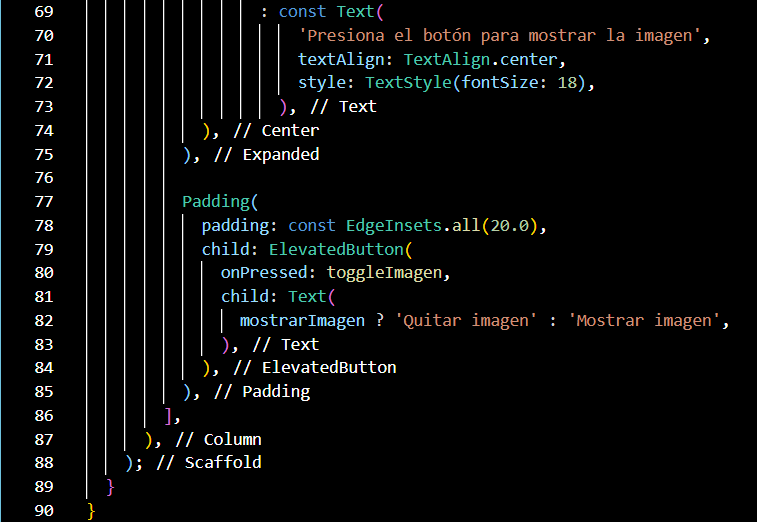 69 : const Text(
70 'Presiona el botón para mostrar la imagen',
71 textAlign: TextAlign.center,
72 style: TextStyle(fontSize: 18),
73 ), // Text
74 ), // Center
75 ), // Expanded
76
77 Padding(
78 padding: const EdgeInsets.all(20.0),
79 child: ElevatedButton(
80 onPressed: toggleImagen,
81 child: Text(
82 mostrarImagen ? 'Quitar imagen' : 'Mostrar imagen',
83 ), // Text
84 ), // ElevatedButton
85 ), // Padding
86 ],
87 ), // Column
88 ); // Scaffold
89 }
90 }